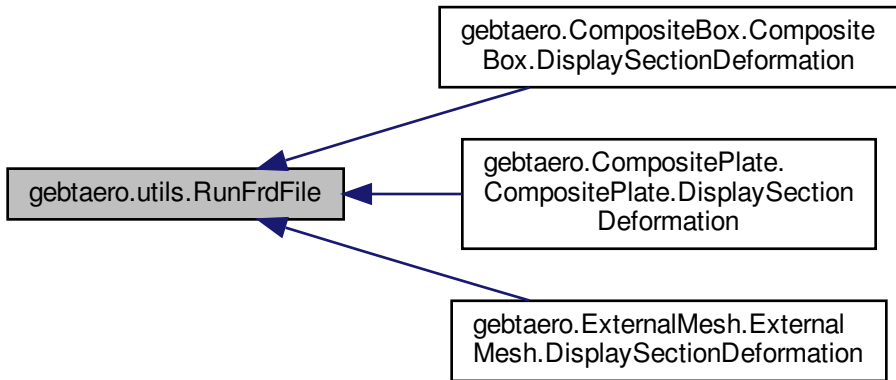 gebtaero.CompositeBox.Composite
Box.DisplaySectionDeformation
gebtaero.utils.RunFrdFile
gebtaero.CompositePlate.
CompositePlate.DisplaySection
Deformation
gebtaero.ExternalMesh.External
Mesh.DisplaySectionDeformation